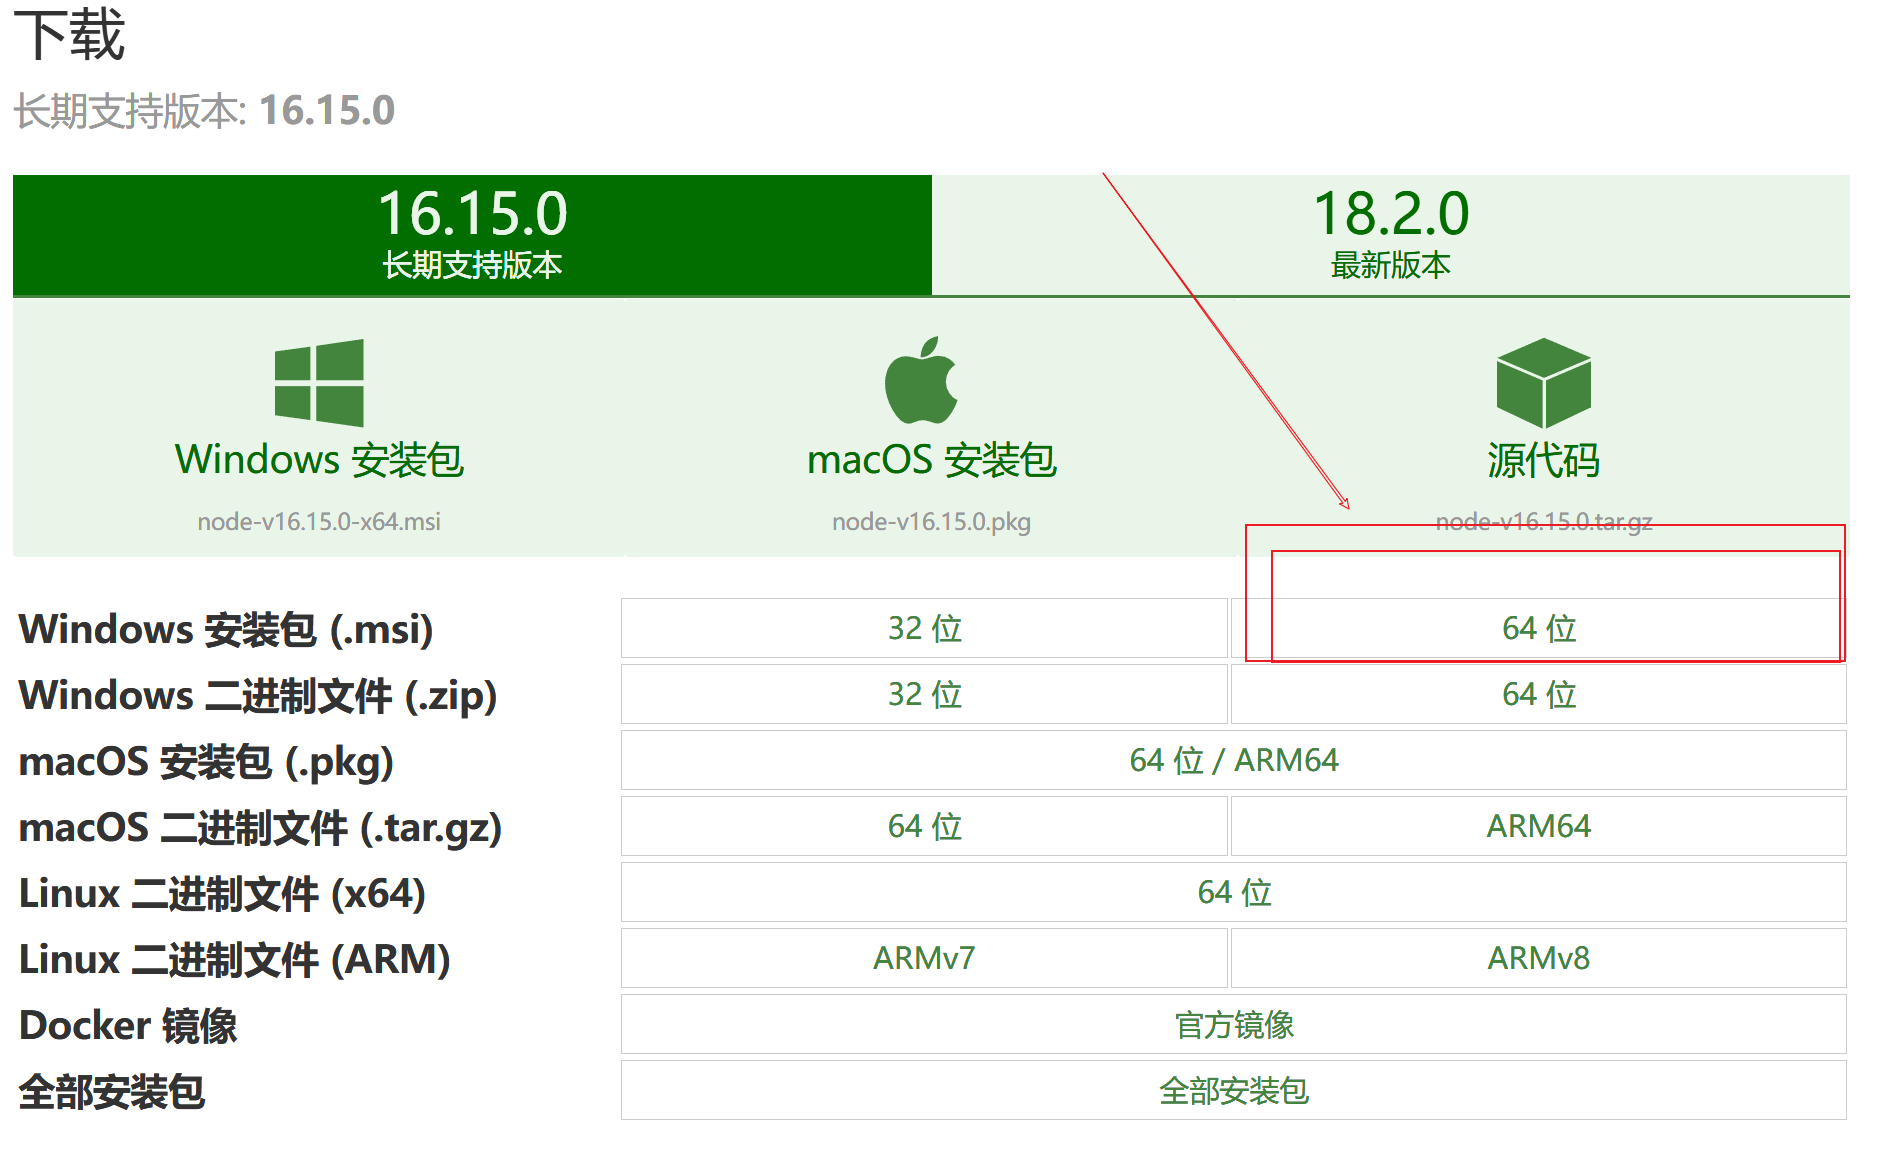 下载
长期支持版本: 16.15.0
16.15.0
长期支持版本
18.2.0
最新版本
Windows 安装包
node-v16.15.0-x64.msi
macOS 安装包
node-v16.15.0.pkg
源代码
node-v16.15.0.tar.gz
Windows 安装包 (.msi) 32 位 64 位
Windows 二进制文件 (.zip) 32 位 64 位
macOS 安装包 (.pkg) 64 位 / ARM64
macOS 二进制文件 (.tar.gz) 64 位 ARM64
Linux 二进制文件 (x64) 64 位
Linux 二进制文件 (ARM) ARMv7 ARMv8
Docker 镜像 官方镜像
全部安装包 全部安装包